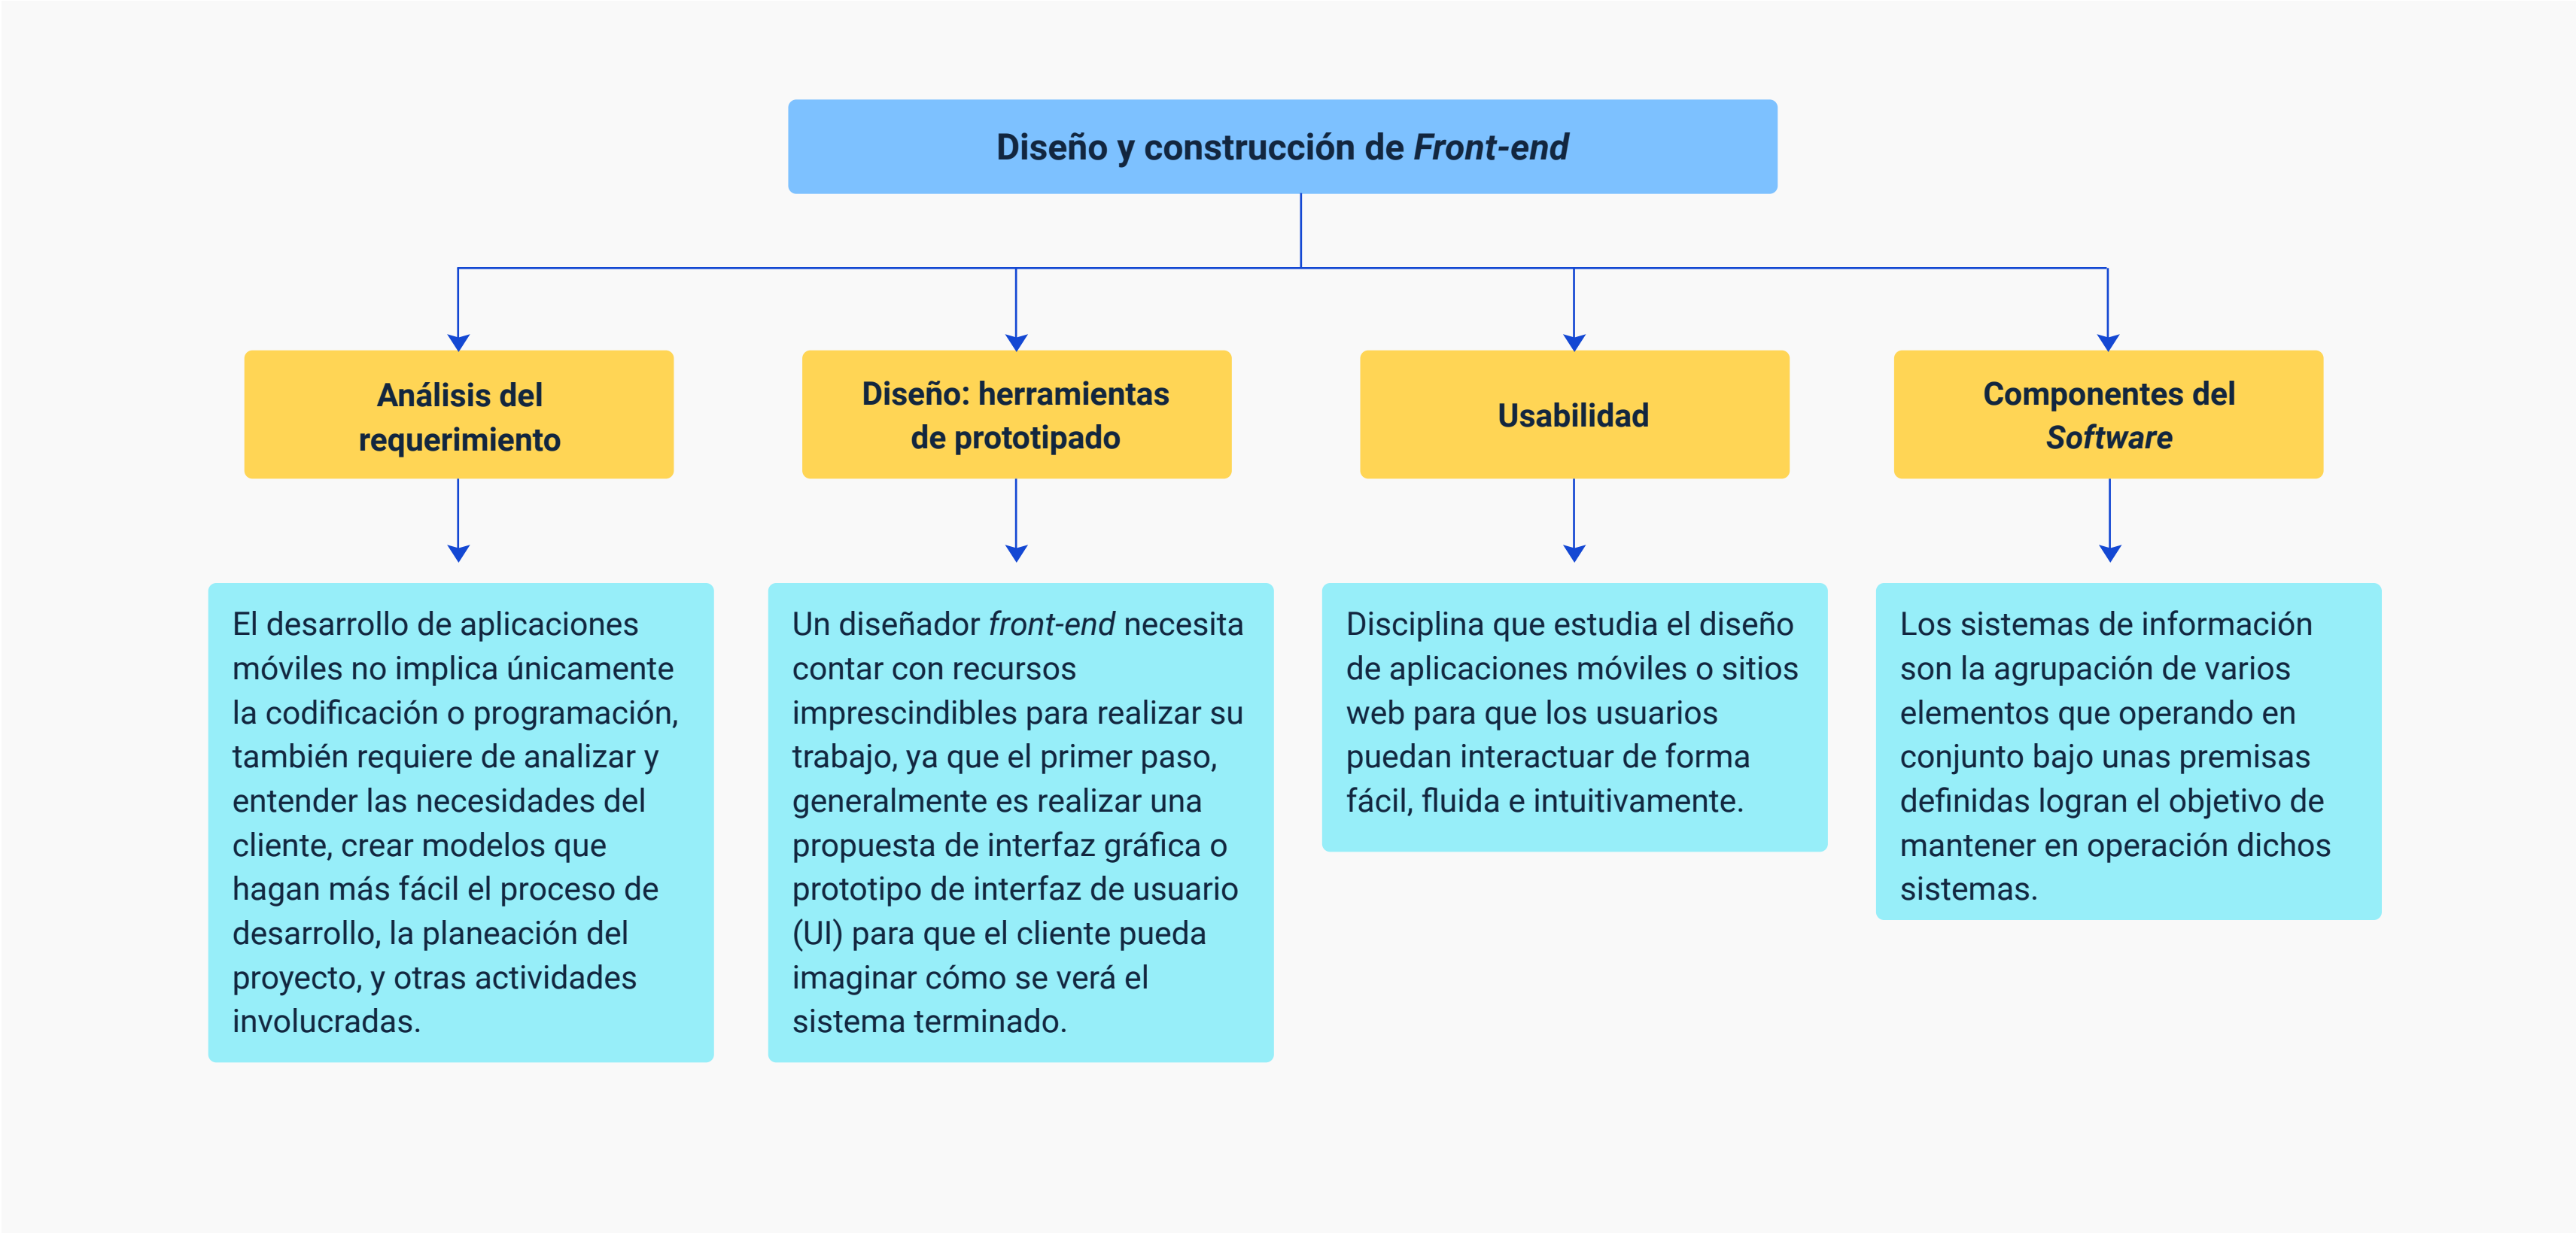 Diseño y construcción de Front-end
Análisis del
requerimiento
Diseño: herramientas
de prototipado
Usabilidad
Componentes del
Software
El desarrollo de aplicaciones
móviles no implica únicamente
la codificación o programación,
también requiere de analizar y
entender las necesidades del
cliente, crear modelos que
hagan más fácil el proceso de
desarrollo, la planeación del
proyecto, y otras actividades
involucradas.
Un diseñador front-end necesita
contar con recursos
imprescindibles para realizar su
trabajo, ya que el primer paso,
generalmente es realizar una
propuesta de interfaz gráfica o
prototipo de interfaz de usuario
(UI) para que el cliente pueda
imaginar cómo se verá el
sistema terminado.
Disciplina que estudia el diseño
de aplicaciones móviles o sitios
web para que los usuarios
puedan interactuar de forma
fácil, fluida e intuitivamente.
Los sistemas de información
son la agrupación de varios
elementos que operando en
conjunto bajo unas premisas
definidas logran el objetivo de
mantener en operación dichos
sistemas.